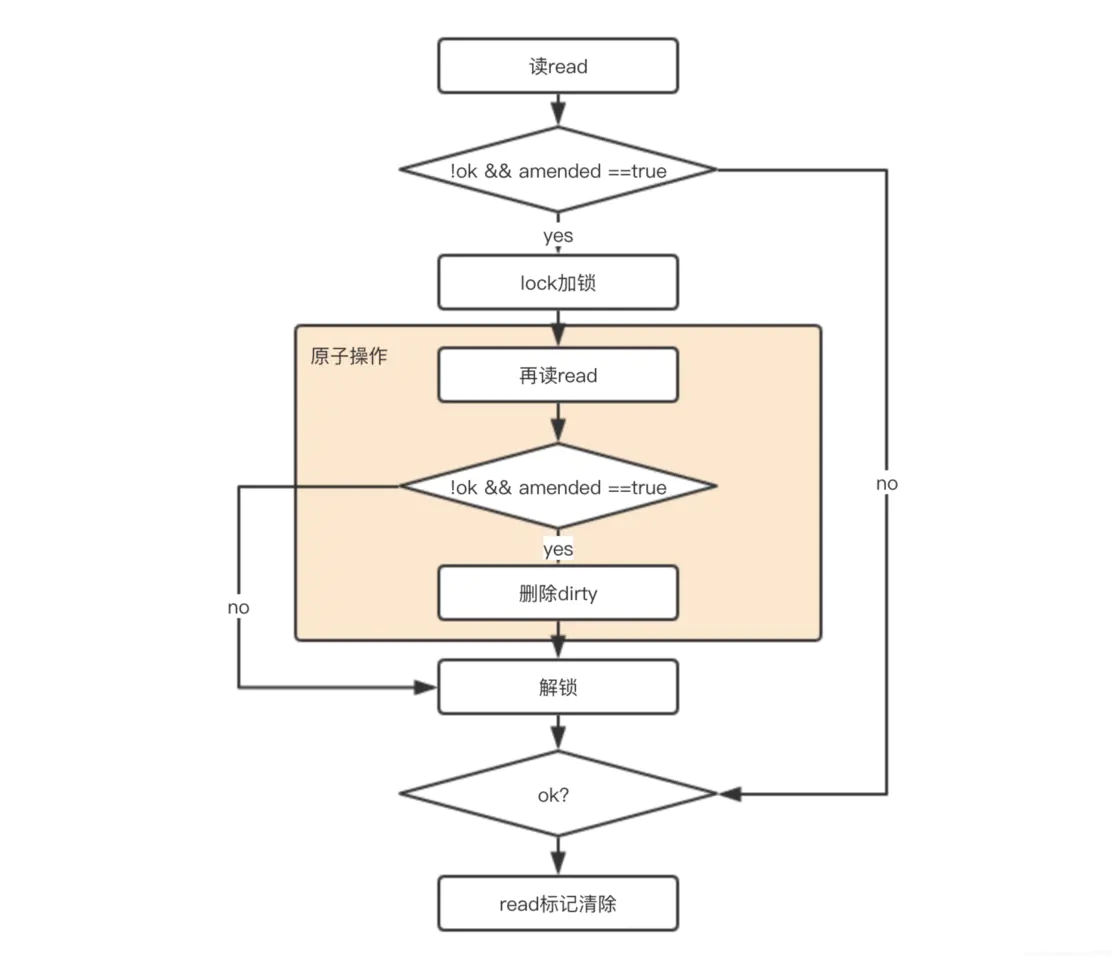 读read
!ok && amended ==true
yes
lock加锁
原子操作
再读read
!ok && amended ==true
no
yes
删除dirty
no
解锁
ok?
read标记清除